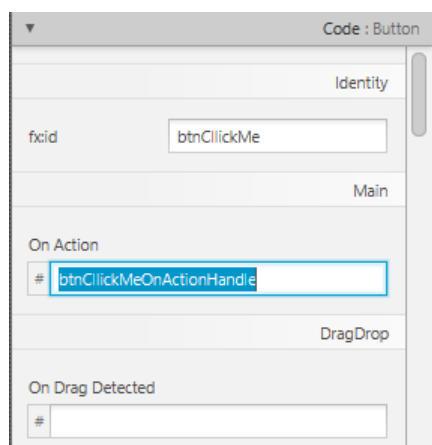 Code : Button
Identity
fx:id btnCllickMe
Main
On Action
# btnCllickMeOnActionHandle
DragDrop
On Drag Detected
#